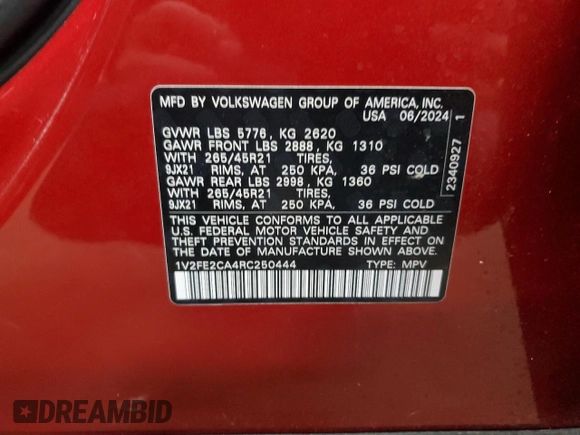 MFD BY VOLKSWAGEN GROUP OF AMERICA, INC.
USA 06/2024
GVWR LBS 5776, KG 2620
GAWR FRONT LBS 2888, KG 1310
WITH 265/45R21 TIRES,
9JX21 RIMS, AT 250 KPA, 36 PSI COLD
GAWR REAR LBS 2998, KG 1360
WITH 265/45R21 TIRES,
9JX21 RIMS, AT 250 KPA, 36 PSI COLD
THIS VEHICLE CONFORMS TO ALL APPLICABLE
U.S. FEDERAL MOTOR VEHICLE SAFETY AND
THEFT PREVENTION STANDARDS IN EFFECT ON
THE DATE OF MANUFACTURE SHOWN ABOVE.
1V2FE2CA4RC250444 TYPE: MPV
2340927 1
DREAMBID